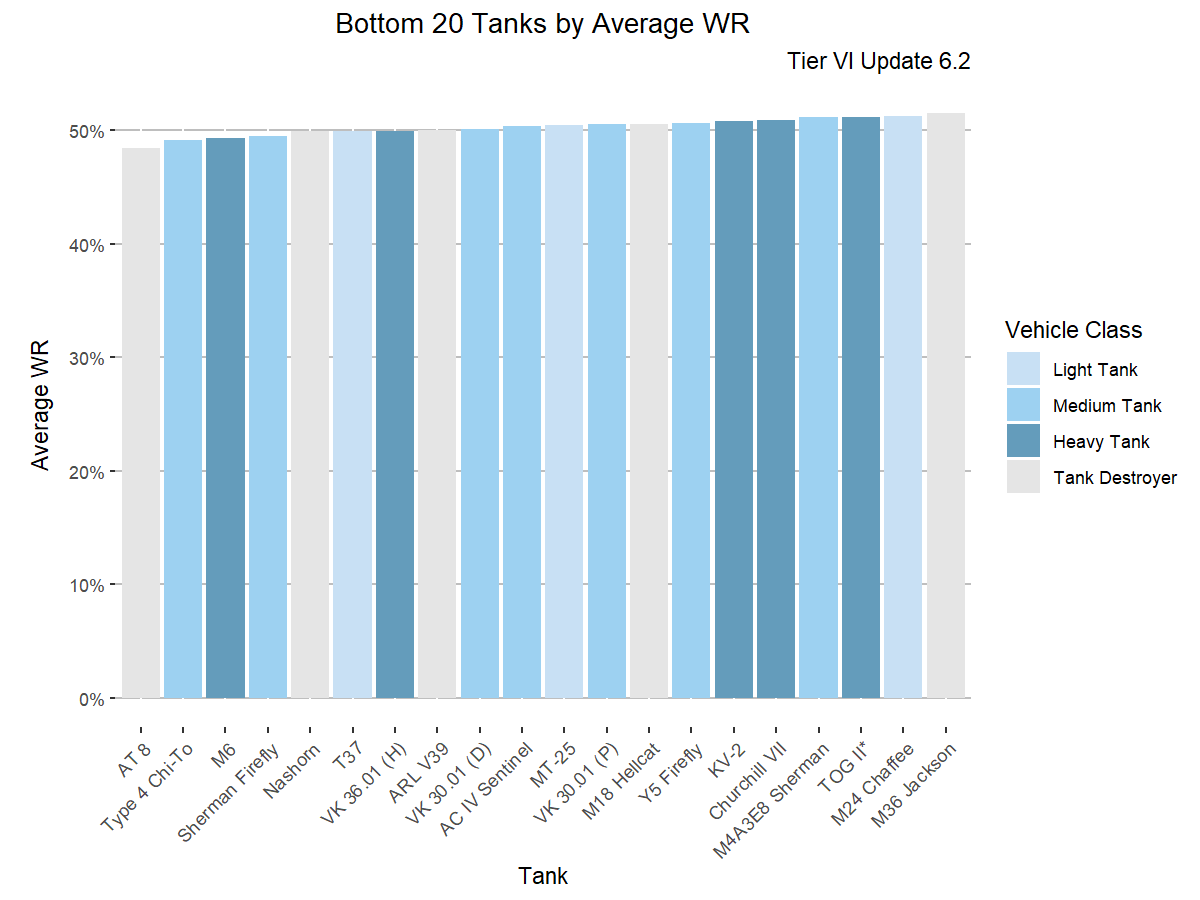 Bottom 20 Tanks by Average WR
Tier VI Update 6.2
Average WR
50%
40%
30%
20%
10%
0%
AT 8
Type 4 Chi-To
M6
Sherman Firefly
Nashorn
T37
VK 36.01 (H)
ARL V39
VK 30.01 (D)
AC IV Sentinel
MT-25
VK 30.01 (P)
M18 Hellcat
Y5 Firefly
KV-2
Churchill VII
M4A3E8 Sherman
TOG II*
M24 Chaffee
M36 Jackson
Tank
Vehicle Class
Light Tank
Medium Tank
Heavy Tank
Tank Destroyer